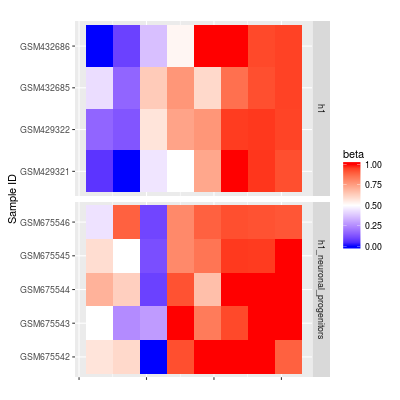 GSM432686
GSM432685
GSM429322
GSM429321
h1
GSM675546
GSM675545
GSM675544
GSM675543
GSM675542
h1_neuronal_progenitors
Sample ID
beta
1.00
0.75
0.50
0.25
0.00